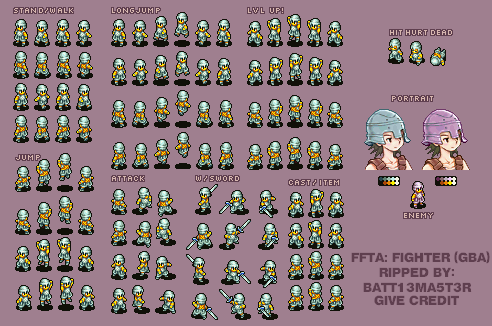 STAND/WALK
LONGJUMP
LVL UP!
HIT HURT DEAD
PORTRAIT
JUMP
ATTACK
W/SWORD
CAST/ITEM
ENEMY
FFTA: FIGHTER (GBA)
RIPPED BY:
BATT13MA5T3R
GIVE CREDIT